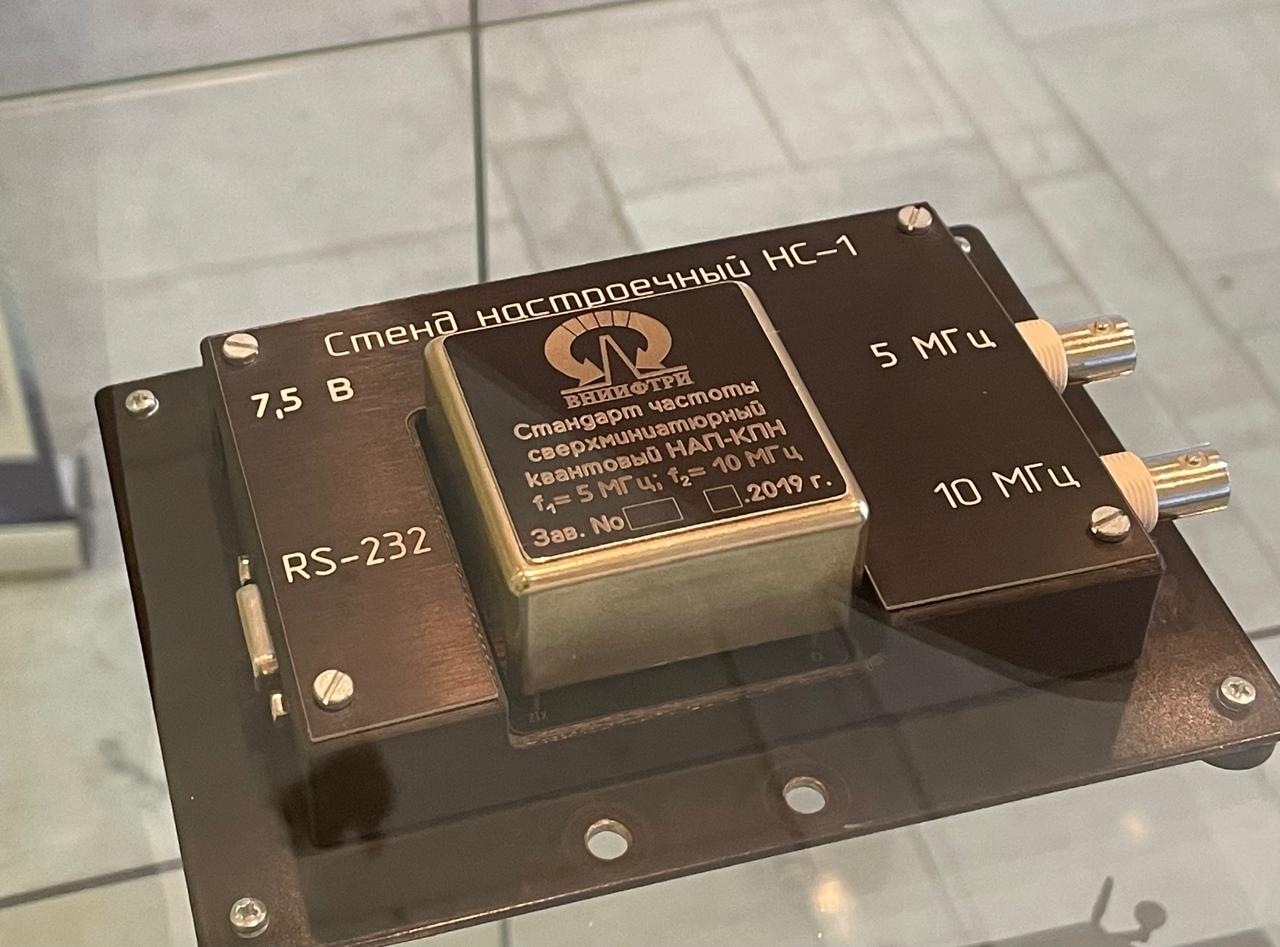 Стенд настроечный НС-1
7,5 В
RS-232
ВНИИФТРИ
Стандарт частоты
сверхминиатюрный
квантовый НАП-КПН
f₁= 5 МГц; f₂= 10 МГц
Зав. No .2019 г.
5 МГц
10 МГц